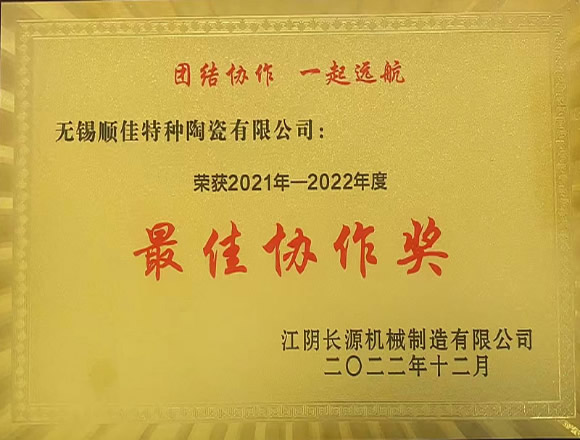 团结协作 一起远航
无锡顺佳特种陶瓷有限公司：
荣获2021年—2022年度
最佳协作奖
江阴长源机械制造有限公司
二〇二二年十二月